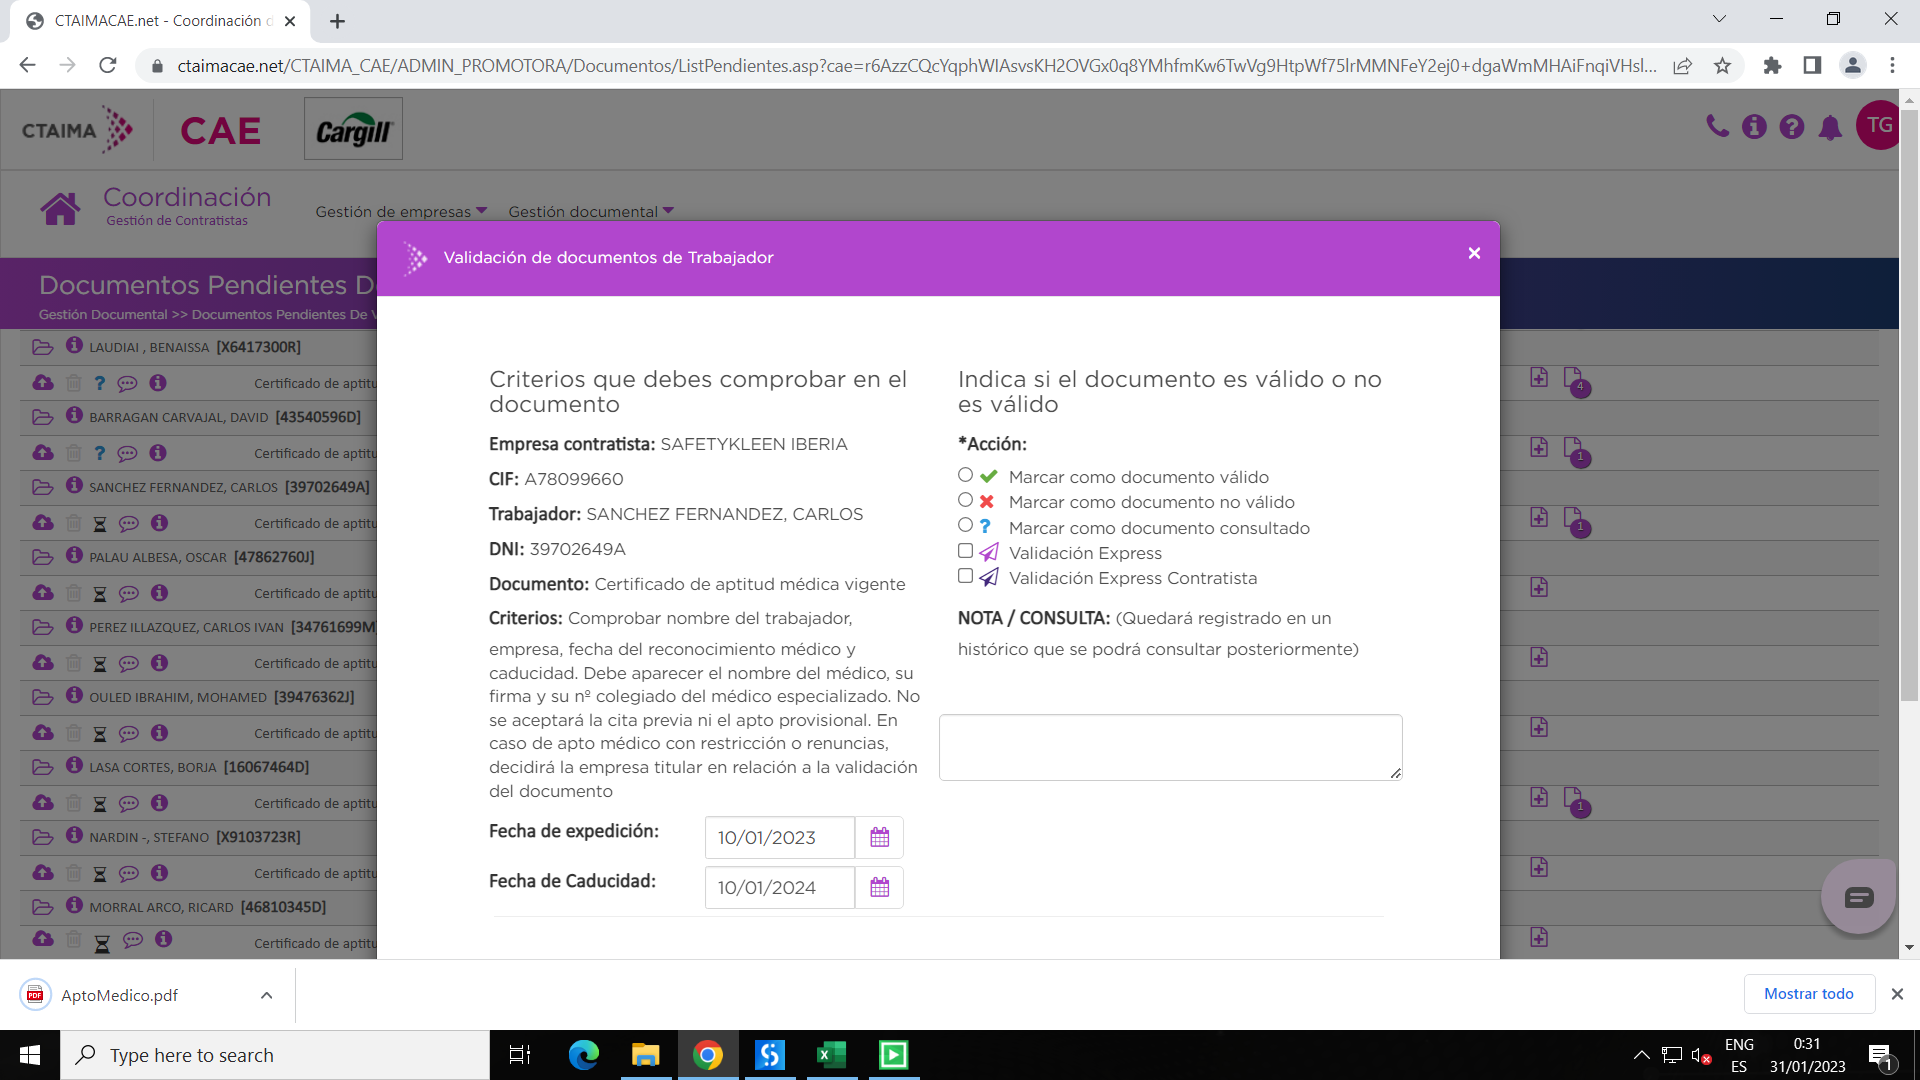 CTAIMACAE.net - Coordinación d
ctaimacae.net/CTAIMA_CAE/ADMIN_PROMOTORA/Documentos/ListPendientes.asp?cae=r6AzzCQcYqphWIAsvsKH2OVGx0q8YMhfmKw6TwVg9HtpWf75lrMMNFeY2ej0+dgaWmMHAiFnqiVHsl...
CTAIMA
CAE
Cargill
TG
Coordinación
Gestión de Contratistas
Gestión de empresas
Gestión documental
Documentos Pendientes D
Gestión Documental >> Documentos Pendientes De V
LAUDIAI , BENAISSA [X6417300R]
Certificado de aptitu
4
BARRAGAN CARVAJAL, DAVID [43540596D]
Certificado de aptitu
1
SANCHEZ FERNANDEZ, CARLOS [39702649A]
Certificado de aptitu
1
PALAU ALBESA, OSCAR [47862760J]
Certificado de aptitu
PEREZ ILLAZQUEZ, CARLOS IVAN [34761699M
Certificado de aptitu
OULED IBRAHIM, MOHAMED [39476362J]
Certificado de aptitu
LASA CORTES, BORJA [16067464D]
Certificado de aptitu
1
NARDIN -, STEFANO [X9103723R]
Certificado de aptitu
MORRAL ARCO, RICARD [46810345D]
Certificado de aptitu
Validación de documentos de Trabajador
Criterios que debes comprobar en el
documento
Empresa contratista: SAFETYKLEEN IBERIA
CIF: A78099660
Trabajador: SANCHEZ FERNANDEZ, CARLOS
DNI: 39702649A
Documento: Certificado de aptitud médica vigente
Criterios: Comprobar nombre del trabajador,
empresa, fecha del reconocimiento médico y
caducidad. Debe aparecer el nombre del médico, su
firma y su nº colegiado del médico especializado. No
se aceptará la cita previa ni el apto provisional. En
caso de apto médico con restricción o renuncias,
decidirá la empresa titular en relación a la validación
del documento
Fecha de expedición:
10/01/2023
Fecha de Caducidad:
10/01/2024
Indica si el documento es válido o no
es válido
*Acción:
Marcar como documento válido
Marcar como documento no válido
Marcar como documento consultado
Validación Express
Validación Express Contratista
NOTA / CONSULTA: (Quedará registrado en un
histórico que se podrá consultar posteriormente)
PDF
AptoMedico.pdf
Mostrar todo
Type here to search
ENG
ES
0:31
31/01/2023
1